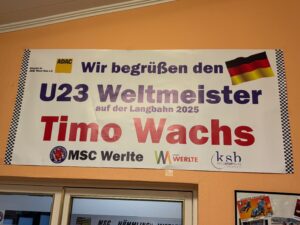 ADAC
Wir begrüßen den
U23 Weltmeister
auf der Langbahn 2025
Timo Wachs
MSC Werlte
WERLTE
ksb